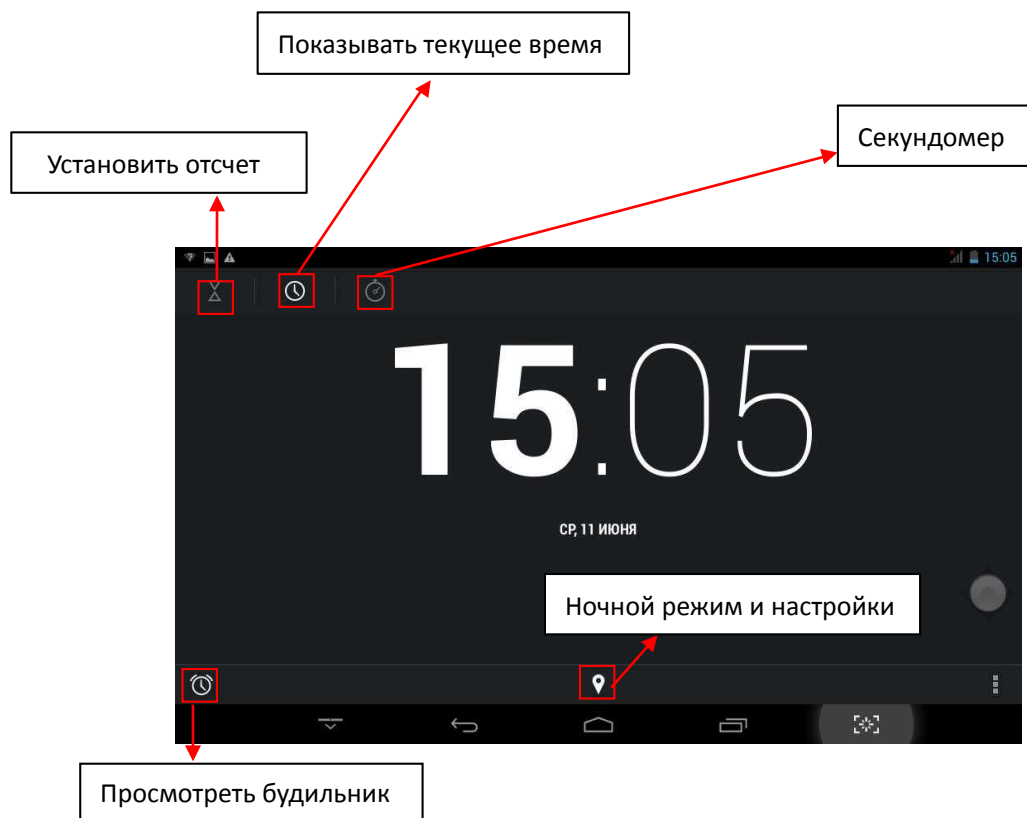 Показывать текущее время
Секундомер
Установить отсчет
15:05
15:05
СР, 11 ИЮНЯ
Ночной режим и настройки
Просмотреть будильник